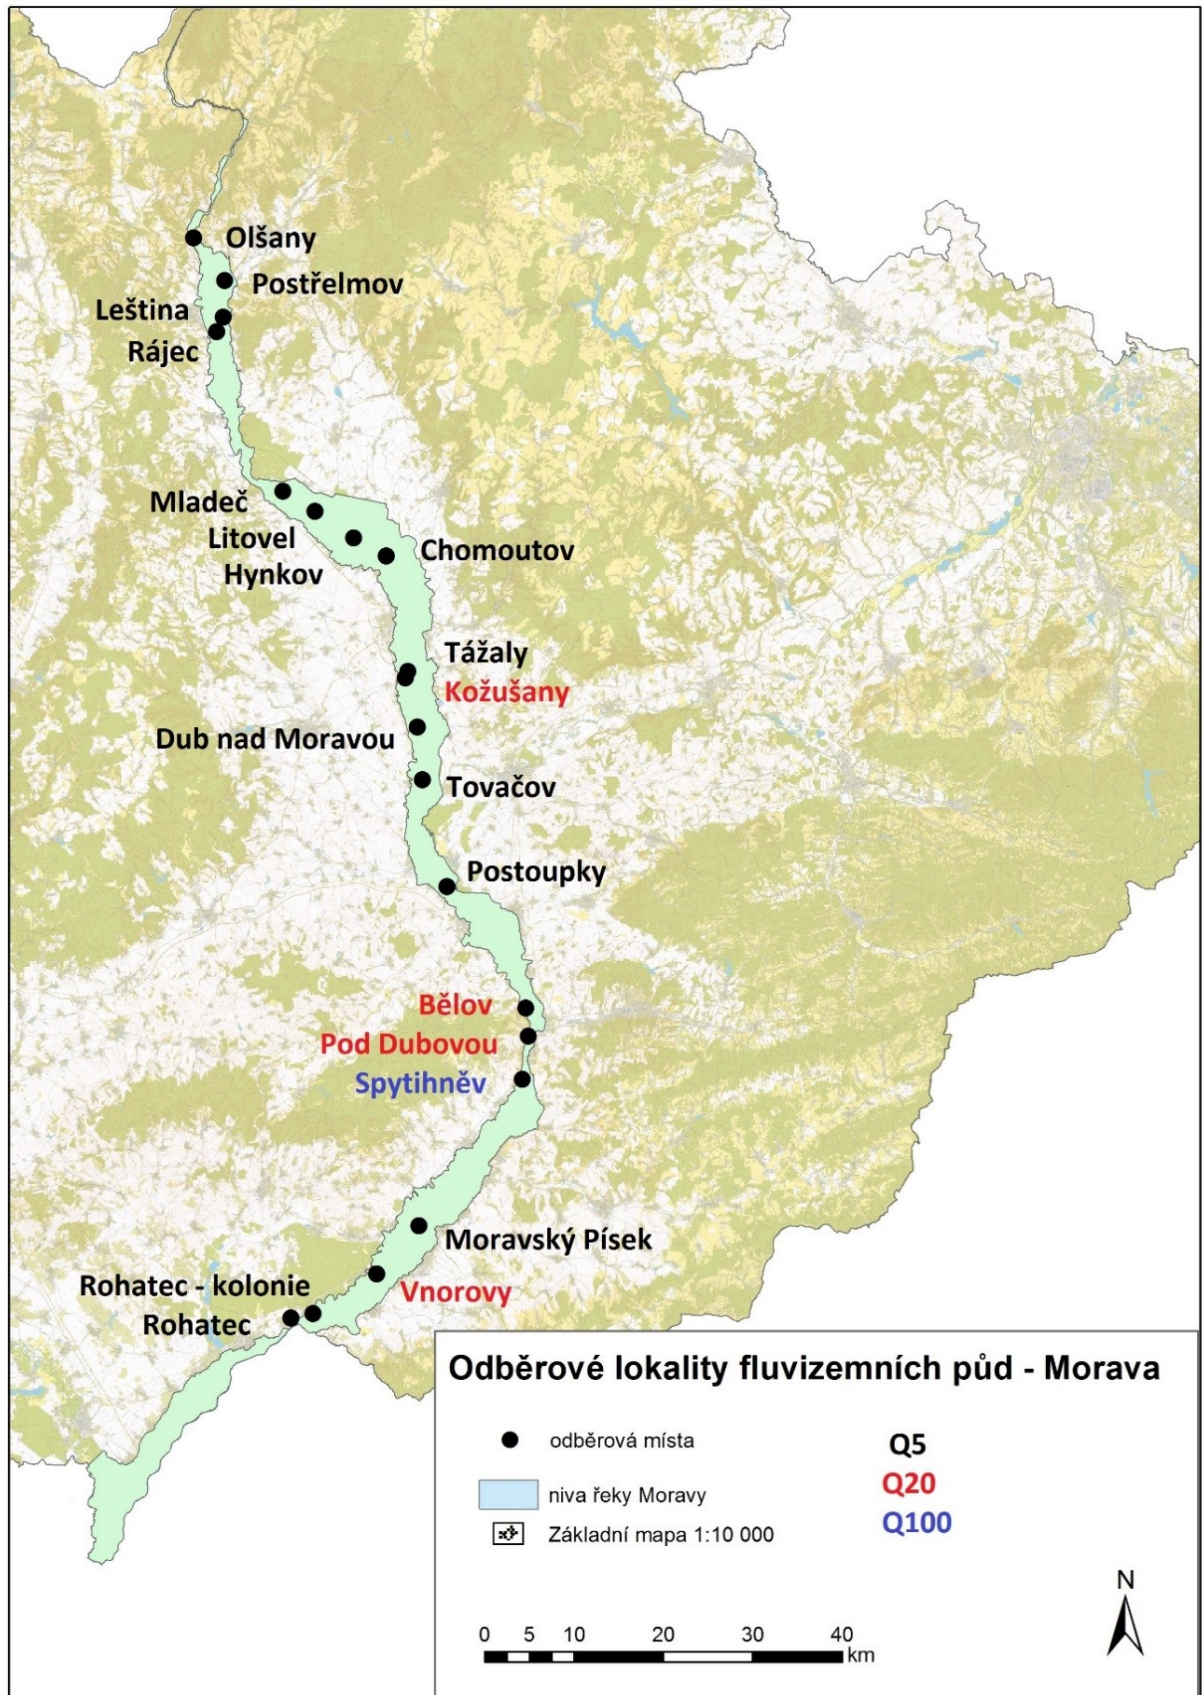 Olšany
Postřelmov
Leština
Rájec
Mladeč
Litovel
Hynkov
Chomoutov
Tážaly
Kožušany
Dub nad Moravou
Tovačov
Postoupky
Bělov
Pod Dubovou
Spytihněv
Moravský Písek
Vnorovy
Rohatec - kolonie
Rohatec
Odběrové lokality fluvizemních půd - Morava
odběrová místa
niva řeky Moravy
Základní mapa 1:10 000
Q5
Q20
Q100
N
0 5 10 20 30 40
km